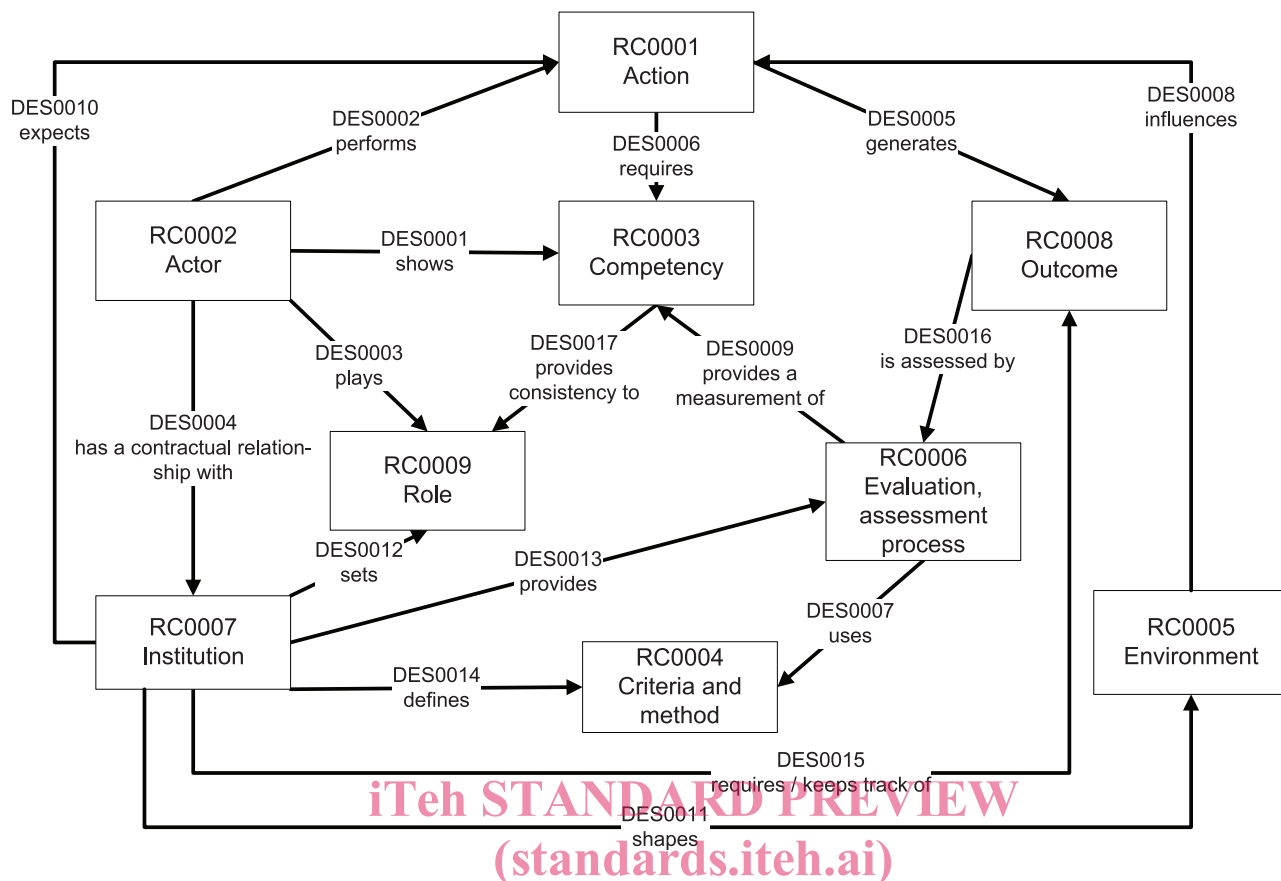 RC0001
Action
DES0010
expects
DES0002
performs
DES0006
requires
DES0005
generates
DES0008
influences
RC0002
Actor
DES0001
shows
RC0003
Competency
RC0008
Outcome
DES0003
plays
DES0017
provides
consistency to
DES0009
provides a
measurement of
DES0016
is assessed by
DES0004
has a contractual relation-
ship with
RC0009
Role
RC0006
Evaluation,
assessment
process
DES0012
sets
DES0013
provides
DES0007
uses
RC0007
Institution
DES0014
defines
RC0004
Criteria and
method
RC0005
Environment
DES0015
requires / keeps track of
iTeh STANDARD PREVIEW
DES0011
shapes
(standards.iteh.ai)